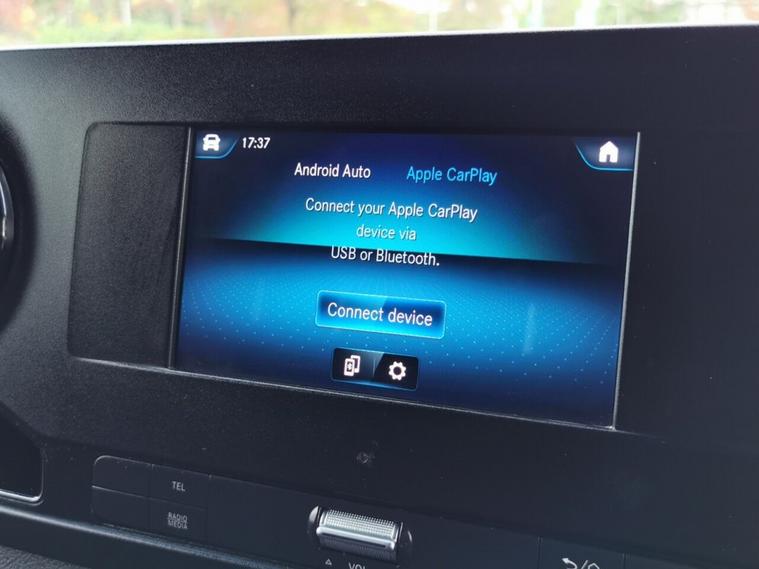 17:37
Android Auto
Apple CarPlay
Connect your Apple CarPlay
device via
USB or Bluetooth.
Connect device
TEL
RADIO
MEDIA
VOL